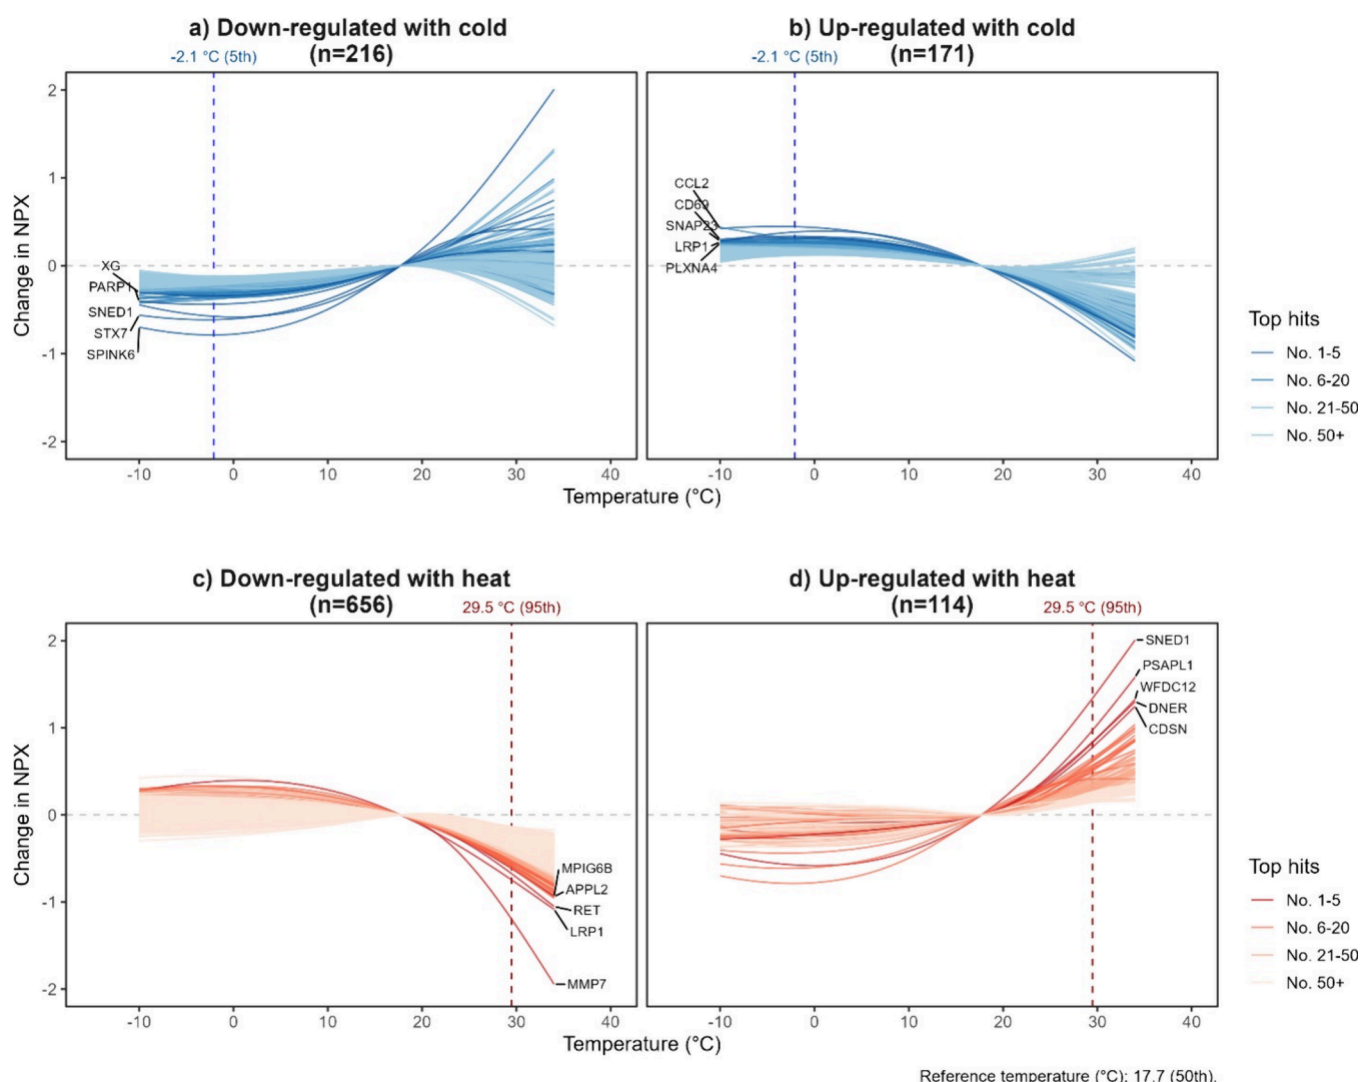 a) Down-regulated with cold
(n=216)
-2.1 °C (5th)
b) Up-regulated with cold
(n=171)
-2.1 °C (5th)
Change in NPX
2
1
0
-1
-2
XG
PARP1
SNED1
STX7
SPINK6
CCL2
CD69
SNAP23
LRP1
PLXNA4
-10 0 10 20 30 40
-10 0 10 20 30 40
Temperature (°C)
Top hits
No. 1-5
No. 6-20
No. 21-50
No. 50+
c) Down-regulated with heat
(n=656)
29.5 °C (95th)
d) Up-regulated with heat
(n=114)
29.5 °C (95th)
Change in NPX
2
1
0
-1
-2
MPIG6B
APPL2
RET
LRP1
MMP7
SNED1
PSAPL1
WFDC12
DNER
CDSN
-10 0 10 20 30 40
-10 0 10 20 30 40
Temperature (°C)
Top hits
No. 1-5
No. 6-20
No. 21-50
No. 50+
Reference temperature (°C): 17.7 (50th).